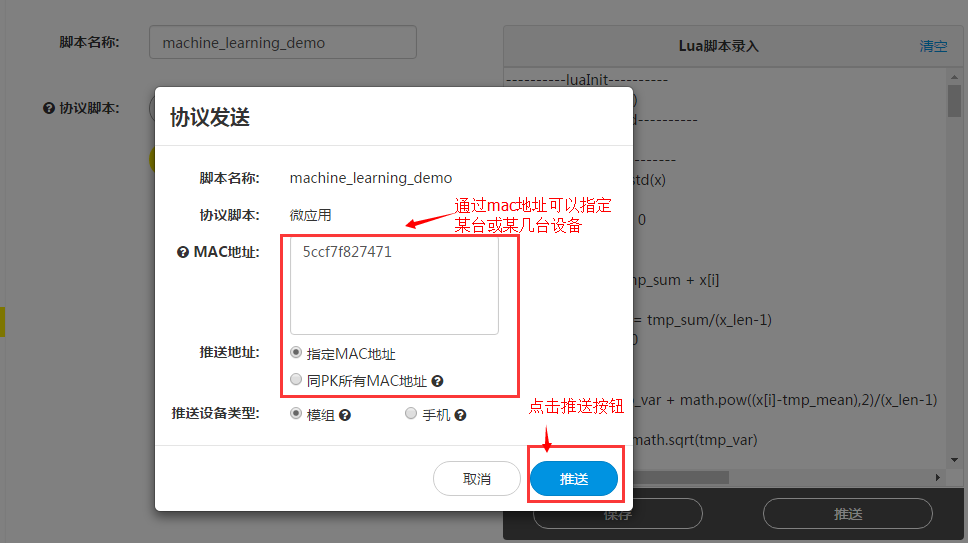 脚本名称:
machine_learning_demo
协议脚本:
Lua脚本录入
清空
----------luaInit----------
)
d----------
-------
std(x)
0
mp_sum + x[i]
= tmp_sum/(x_len-1)
0
_var + math.pow((x[i]-tmp_mean),2)/(x_len-1)
math.sqrt(tmp_var)
保存
推送
协议发送
脚本名称:
machine_learning_demo
协议脚本:
微应用
通过mac地址可以指定
某台或某几台设备
MAC地址:
5ccf7f827471
推送地址:
指定MAC地址
同PK所有MAC地址
推送设备类型:
模组
手机
点击推送按钮
取消
推送